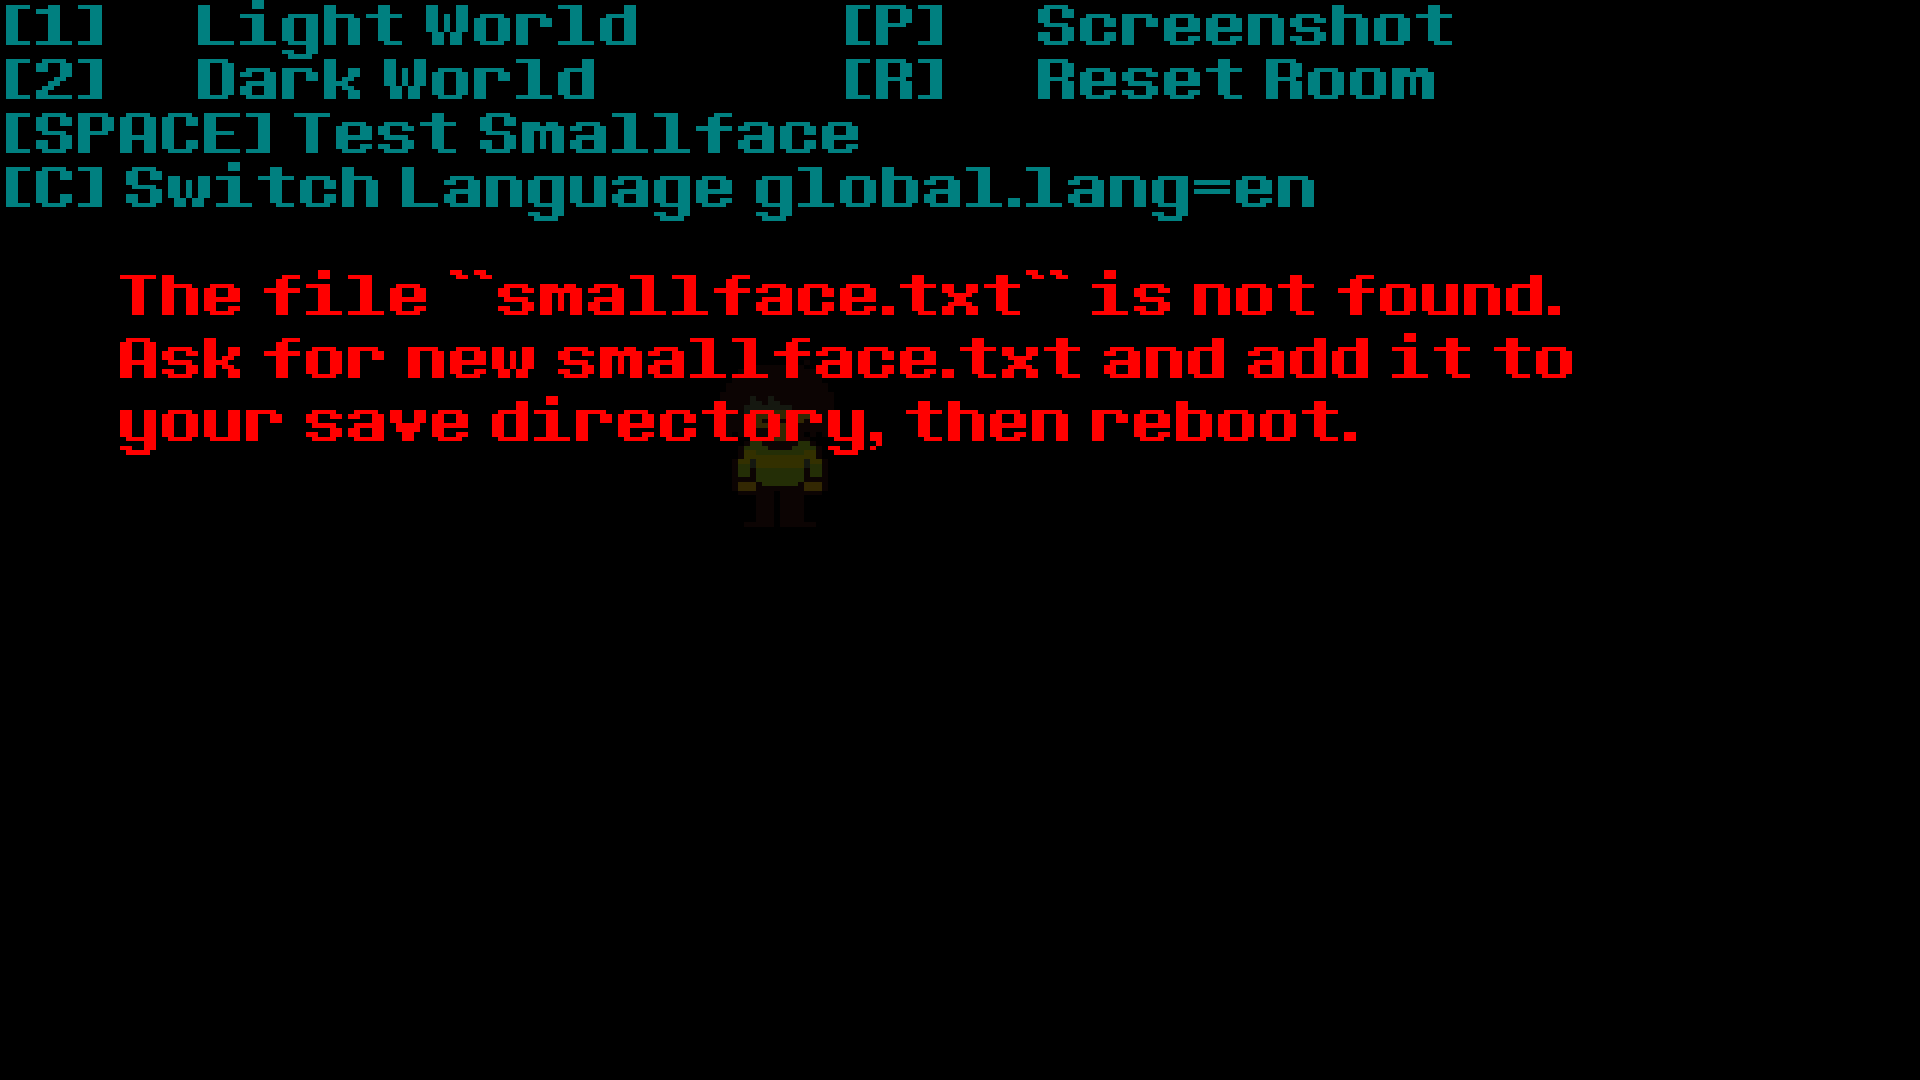 [1] Light World [P] Screenshot
[2] Dark World [R] Reset Room
[SPACE] Test Smallface
[C] Switch Language global.lang=en
The file ``smallface.txt`` is not found.
Ask for new smallface.txt and add it to
your save directory, then reboot.